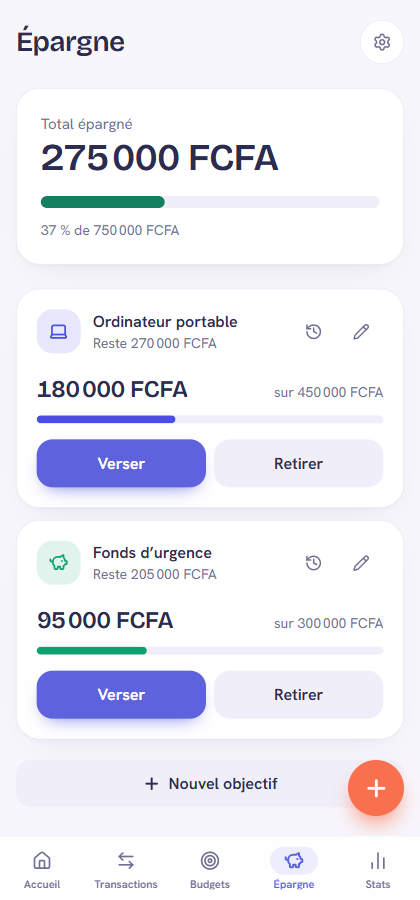 Épargne
Total épargné
275 000 FCFA
37 % de 750 000 FCFA
Ordinateur portable
Reste 270 000 FCFA
180 000 FCFA
sur 450 000 FCFA
Verser
Retirer
Fonds d’urgence
Reste 205 000 FCFA
95 000 FCFA
sur 300 000 FCFA
Verser
Retirer
Nouvel objectif
Accueil
Transactions
Budgets
Épargne
Stats